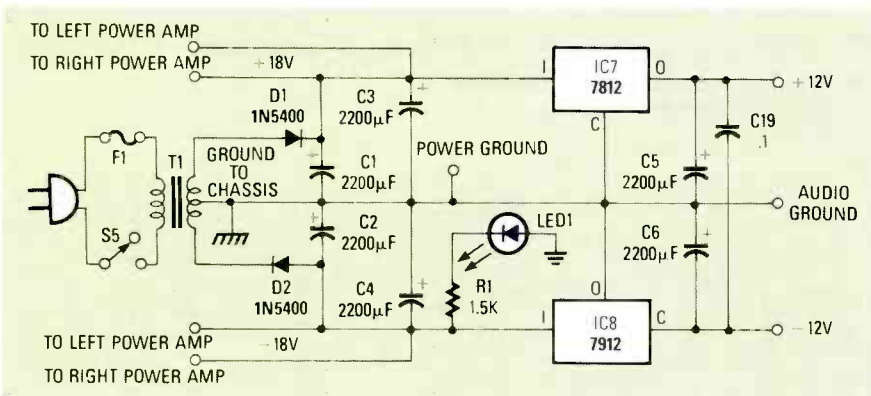 TO LEFT POWER AMP
TO RIGHT POWER AMP
+18V
D1
1N5400
C3
2200µF
I
IC7
7812
O
C
+12V
C19
.1
F1
T1
GROUND
TO
CHASSIS
C1
2200µF
POWER GROUND
C5
2200µF
AUDIO
GROUND
S5
C2
2200µF
LED1
C6
2200µF
D2
1N5400
C4
2200µF
R1
1.5K
O
I
IC8
7912
C
-12V
TO LEFT POWER AMP
-18V
TO RIGHT POWER AMP